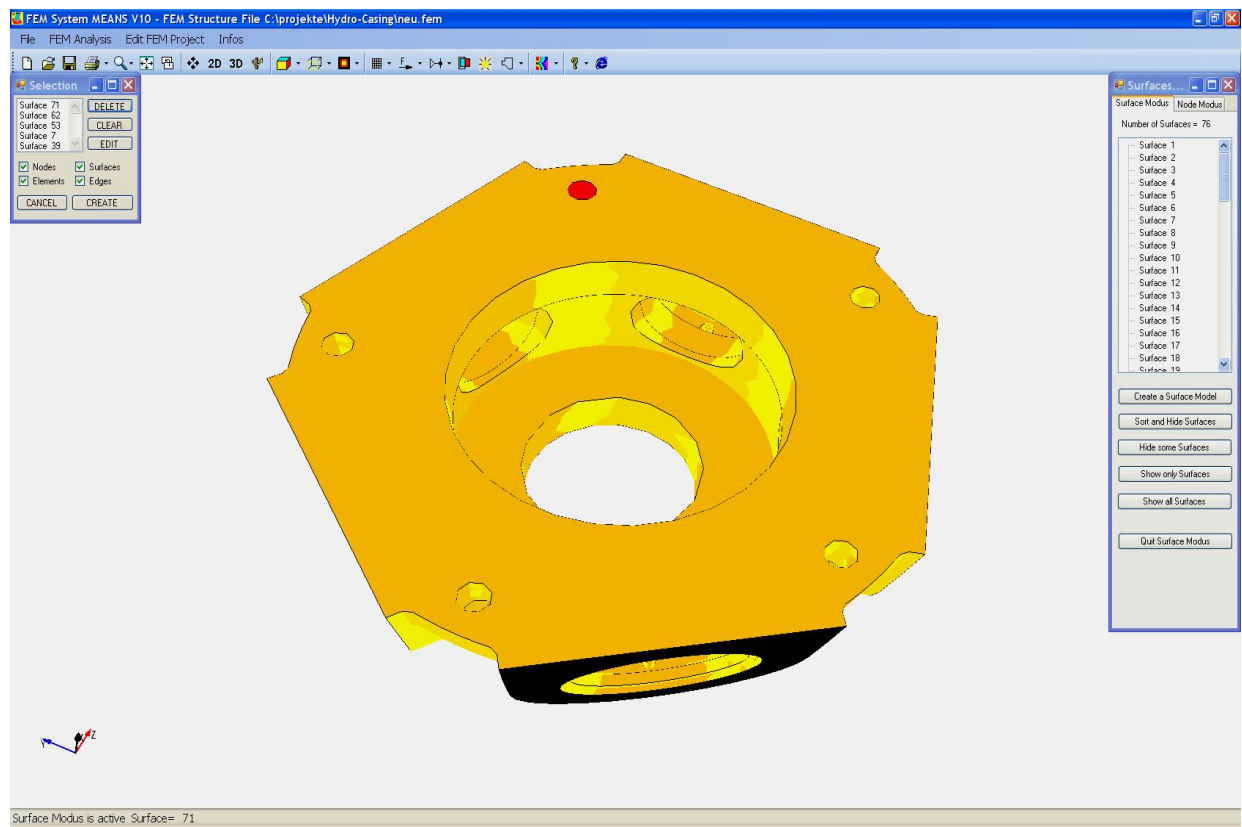 FEM System MEANS V10 - FEM Structure File C:\projekte\Hydro-Casing\neu.fem
File FEM Analysis Edit FEM Project Infos
2D 3D
Selection
Surface 71
Surface 62
Surface 53
Surface 7
Surface 39
DELETE
CLEAR
EDIT
Nodes Surfaces
Elements Edges
CANCEL CREATE
Surfaces...
Surface Modus Node Modus
Number of Surfaces = 76
Surface 1
Surface 2
Surface 3
Surface 4
Surface 5
Surface 6
Surface 7
Surface 8
Surface 9
Surface 10
Surface 11
Surface 12
Surface 13
Surface 14
Surface 15
Surface 16
Surface 17
Surface 18
Surface 19
Create a Surface Model
Sort and Hide Surfaces
Hide some Surfaces
Show only Surfaces
Show all Surfaces
Quit Surface Modus
Y Z
Surface Modus is active Surface= 71